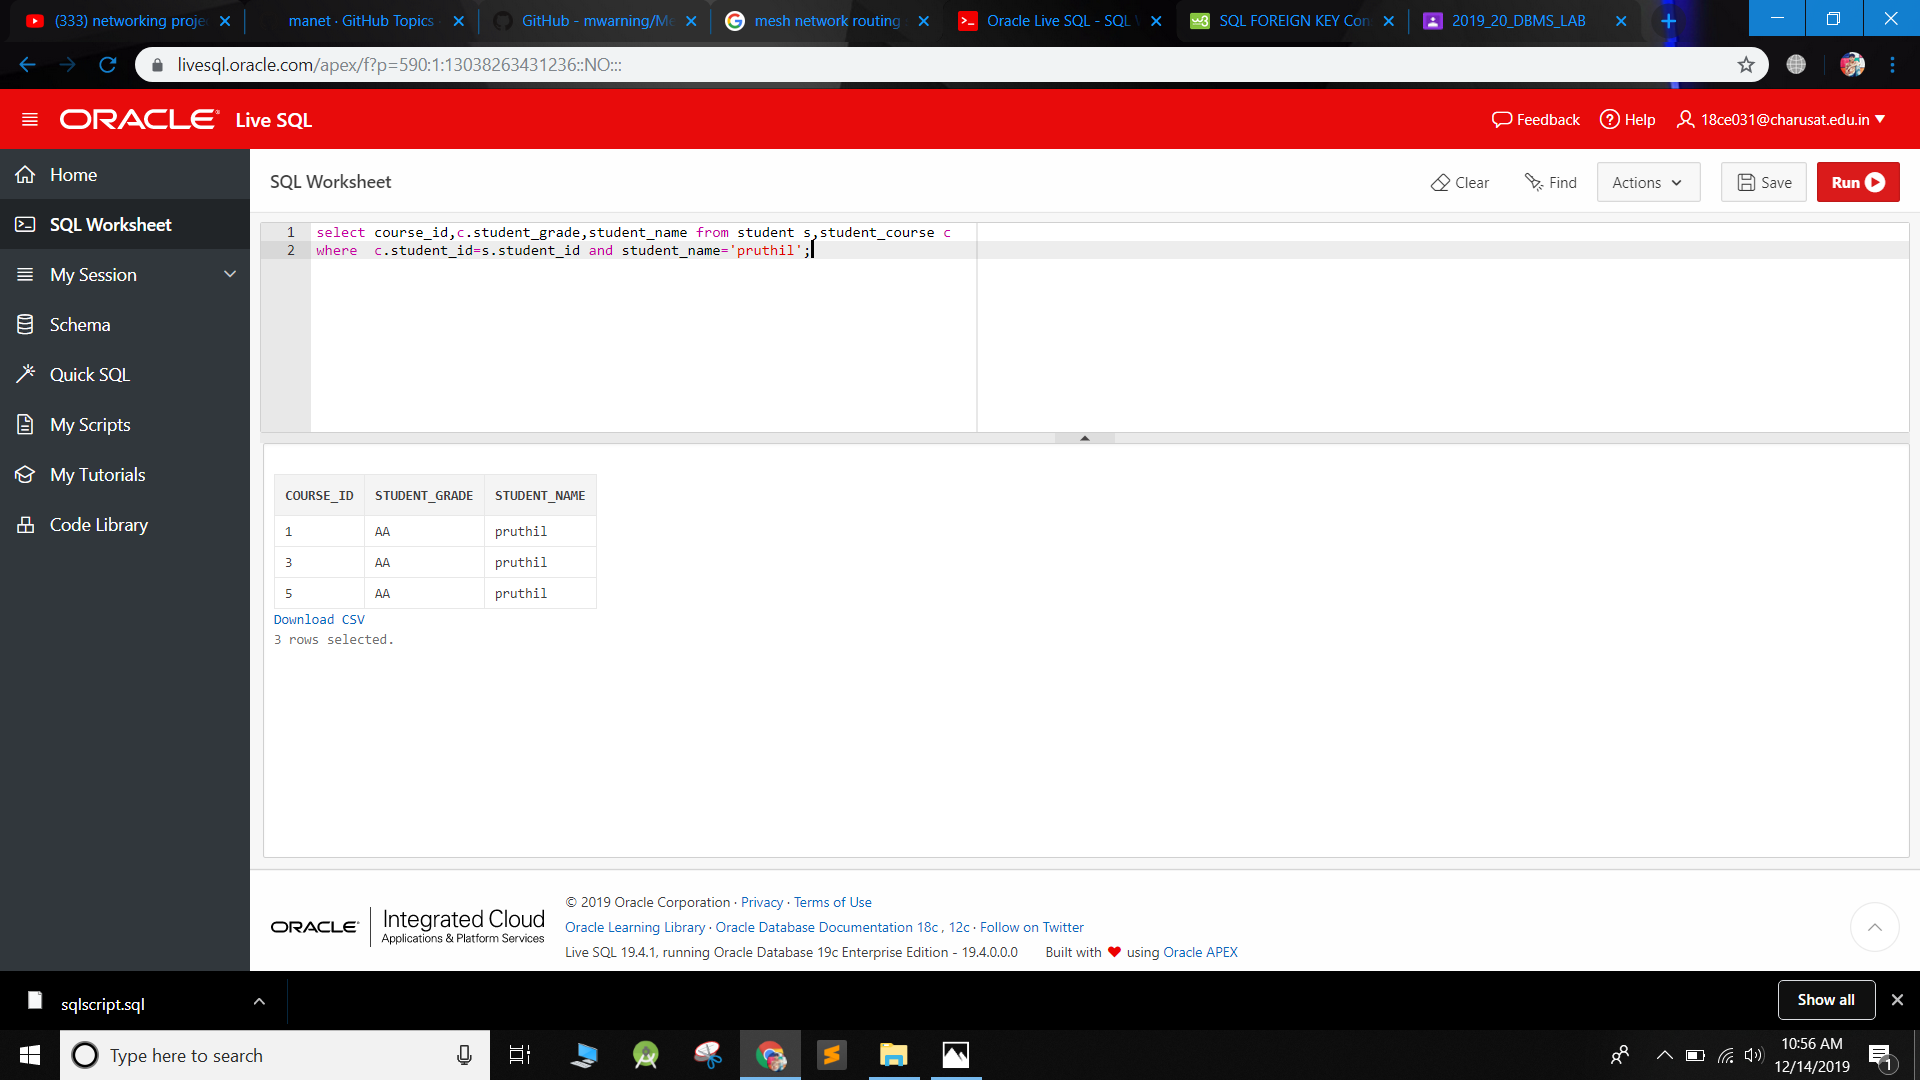 (333) networking proje
manet · GitHub Topics
GitHub - mwarning/Me
mesh network routing
Oracle Live SQL - SQL
SQL FOREIGN KEY Con
2019_20_DBMS_LAB
livesql.oracle.com/apex/f?p=590:1:13038263431236::NO:::
ORACLE Live SQL
Feedback
Help
18ce031@charusat.edu.in
Home
SQL Worksheet
My Session
Schema
Quick SQL
My Scripts
My Tutorials
Code Library
SQL Worksheet
Clear
Find
Actions
Save
Run
1 select course_id,c.student_grade,student_name from student s,student_course c
2 where  c.student_id=s.student_id and student_name='pruthil';
COURSE_ID STUDENT_GRADE STUDENT_NAME
1 AA pruthil
3 AA pruthil
5 AA pruthil
Download CSV
3 rows selected.
ORACLE Integrated Cloud
Applications & Platform Services
© 2019 Oracle Corporation · Privacy · Terms of Use
Oracle Learning Library · Oracle Database Documentation 18c , 12c · Follow on Twitter
Live SQL 19.4.1, running Oracle Database 19c Enterprise Edition - 19.4.0.0.0 Built with ❤ using Oracle APEX
sqlscript.sql
Show all
Type here to search
10:56 AM
12/14/2019
1